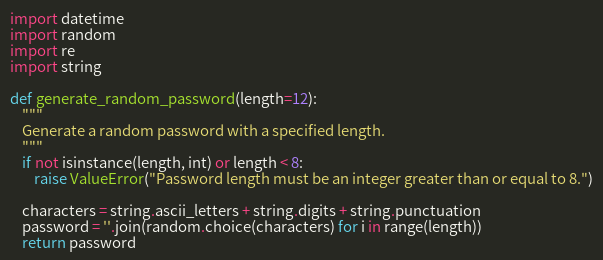 import datetime
import random
import re
import string

def generate_random_password(length=12):
    """
    Generate a random password with a specified length.
    """
    if not isinstance(length, int) or length < 8:
        raise ValueError("Password length must be an integer greater than or equal to 8.")

    characters = string.ascii_letters + string.digits + string.punctuation
    password = ''.join(random.choice(characters) for i in range(length))
    return password